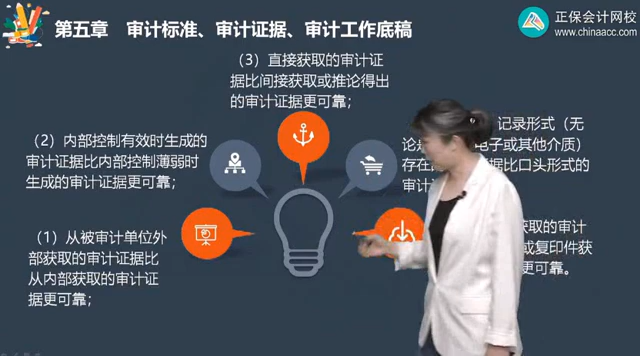 第五章 审计标准、审计证据、审计工作底稿
正保会计网校
www.chinaacc.com
(3)直接获取的审计证
据比间接获取或推论得出
的审计证据更可靠;
(2)内部控制有效时生成的
审计证据比内部控制薄弱时
生成的审计证据更可靠;
(1)从被审计单位外
部获取的审计证据比
从内部获取的审计证
据更可靠;
记录形式(无
论
电子或其他介质)
存在
据比口头形式的
审计
获取的审计
或复印件获
更可靠。